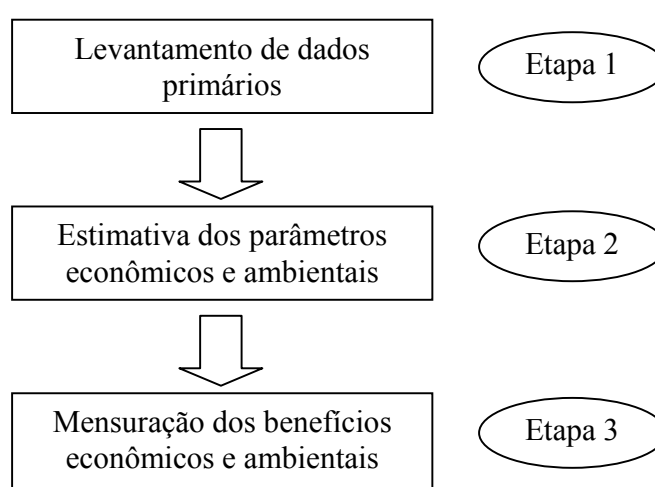 Levantamento de dados
primários
Etapa 1
Estimativa dos parâmetros
econômicos e ambientais
Etapa 2
Mensuração dos benefícios
econômicos e ambientais
Etapa 3